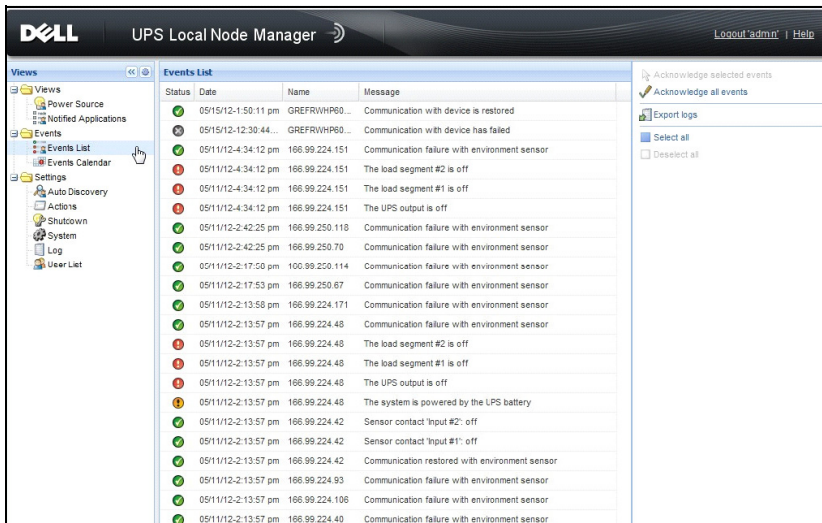 DELL
UPS Local Node Manager
Logout 'admin' | Help
Views
Views
Power Source
Notified Applications
Events
Events List
Events Calendar
Settings
Auto Discovery
Actions
Shutdown
System
Log
User List
Events List
Status Date Name Message
05/15/12-1:50:11 pm GREFRWHP60... Communication with device is restored
05/15/12-12:30:44... GREFRWHP60... Communication with device has failed
05/11/12-4:34:12 pm 166.99.224.151 Communication failure with environment sensor
05/11/12-4:34:12 pm 166.99.224.151 The load segment #2 is off
05/11/12-4:34:12 pm 166.99.224.151 The load segment #1 is off
05/11/12-4:34:12 pm 166.99.224.151 The UPS output is off
05/11/12-2:42:25 pm 166.99.250.118 Communication failure with environment sensor
05/11/12-2:42:25 pm 166.99.250.70 Communication failure with environment sensor
05/11/12-2:17:50 pm 166.99.250.114 Communication failure with environment sensor
05/11/12-2:17:53 pm 166.99.250.67 Communication failure with environment sensor
05/11/12-2:13:58 pm 166.99.224.171 Communication failure with environment sensor
05/11/12-2:13:57 pm 166.99.224.48 Communication failure with environment sensor
05/11/12-2:13:57 pm 166.99.224.48 The load segment #2 is off
05/11/12-2:13:57 pm 166.99.224.48 The load segment #1 is off
05/11/12-2:13:57 pm 166.99.224.48 The UPS output is off
05/11/12-2:13:57 pm 166.99.224.48 The system is powered by the UPS battery
05/11/12-2:13:57 pm 166.99.224.42 Sensor contact 'Input #2': off
05/11/12-2:13:57 pm 166.99.224.42 Sensor contact 'Input #1': off
05/11/12-2:13:57 pm 166.99.224.42 Communication restored with environment sensor
05/11/12-2:13:57 pm 166.99.224.93 Communication failure with environment sensor
05/11/12-2:13:57 pm 166.99.224.106 Communication failure with environment sensor
05/11/12-2:13:57 pm 166.99.224.40 Communication failure with environment sensor
Acknowledge selected events
Acknowledge all events
Export logs
Select all
Deselect all